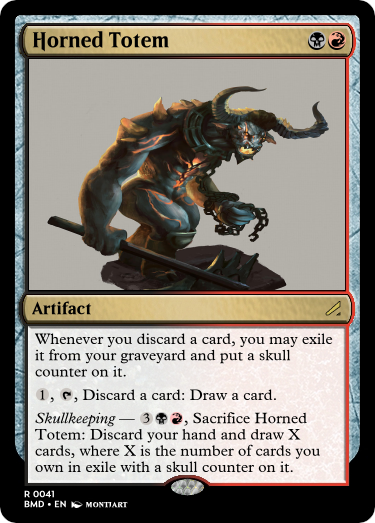 Horned Totem
Artifact
Whenever you discard a card, you may exile
it from your graveyard and put a skull
counter on it.
1, , Discard a card: Draw a card.
Skullkeeping — 3, Sacrifice Horned
Totem: Discard your hand and draw X
cards, where X is the number of cards you
own in exile with a skull counter on it.
R 0041
BMD • EN MONTJART